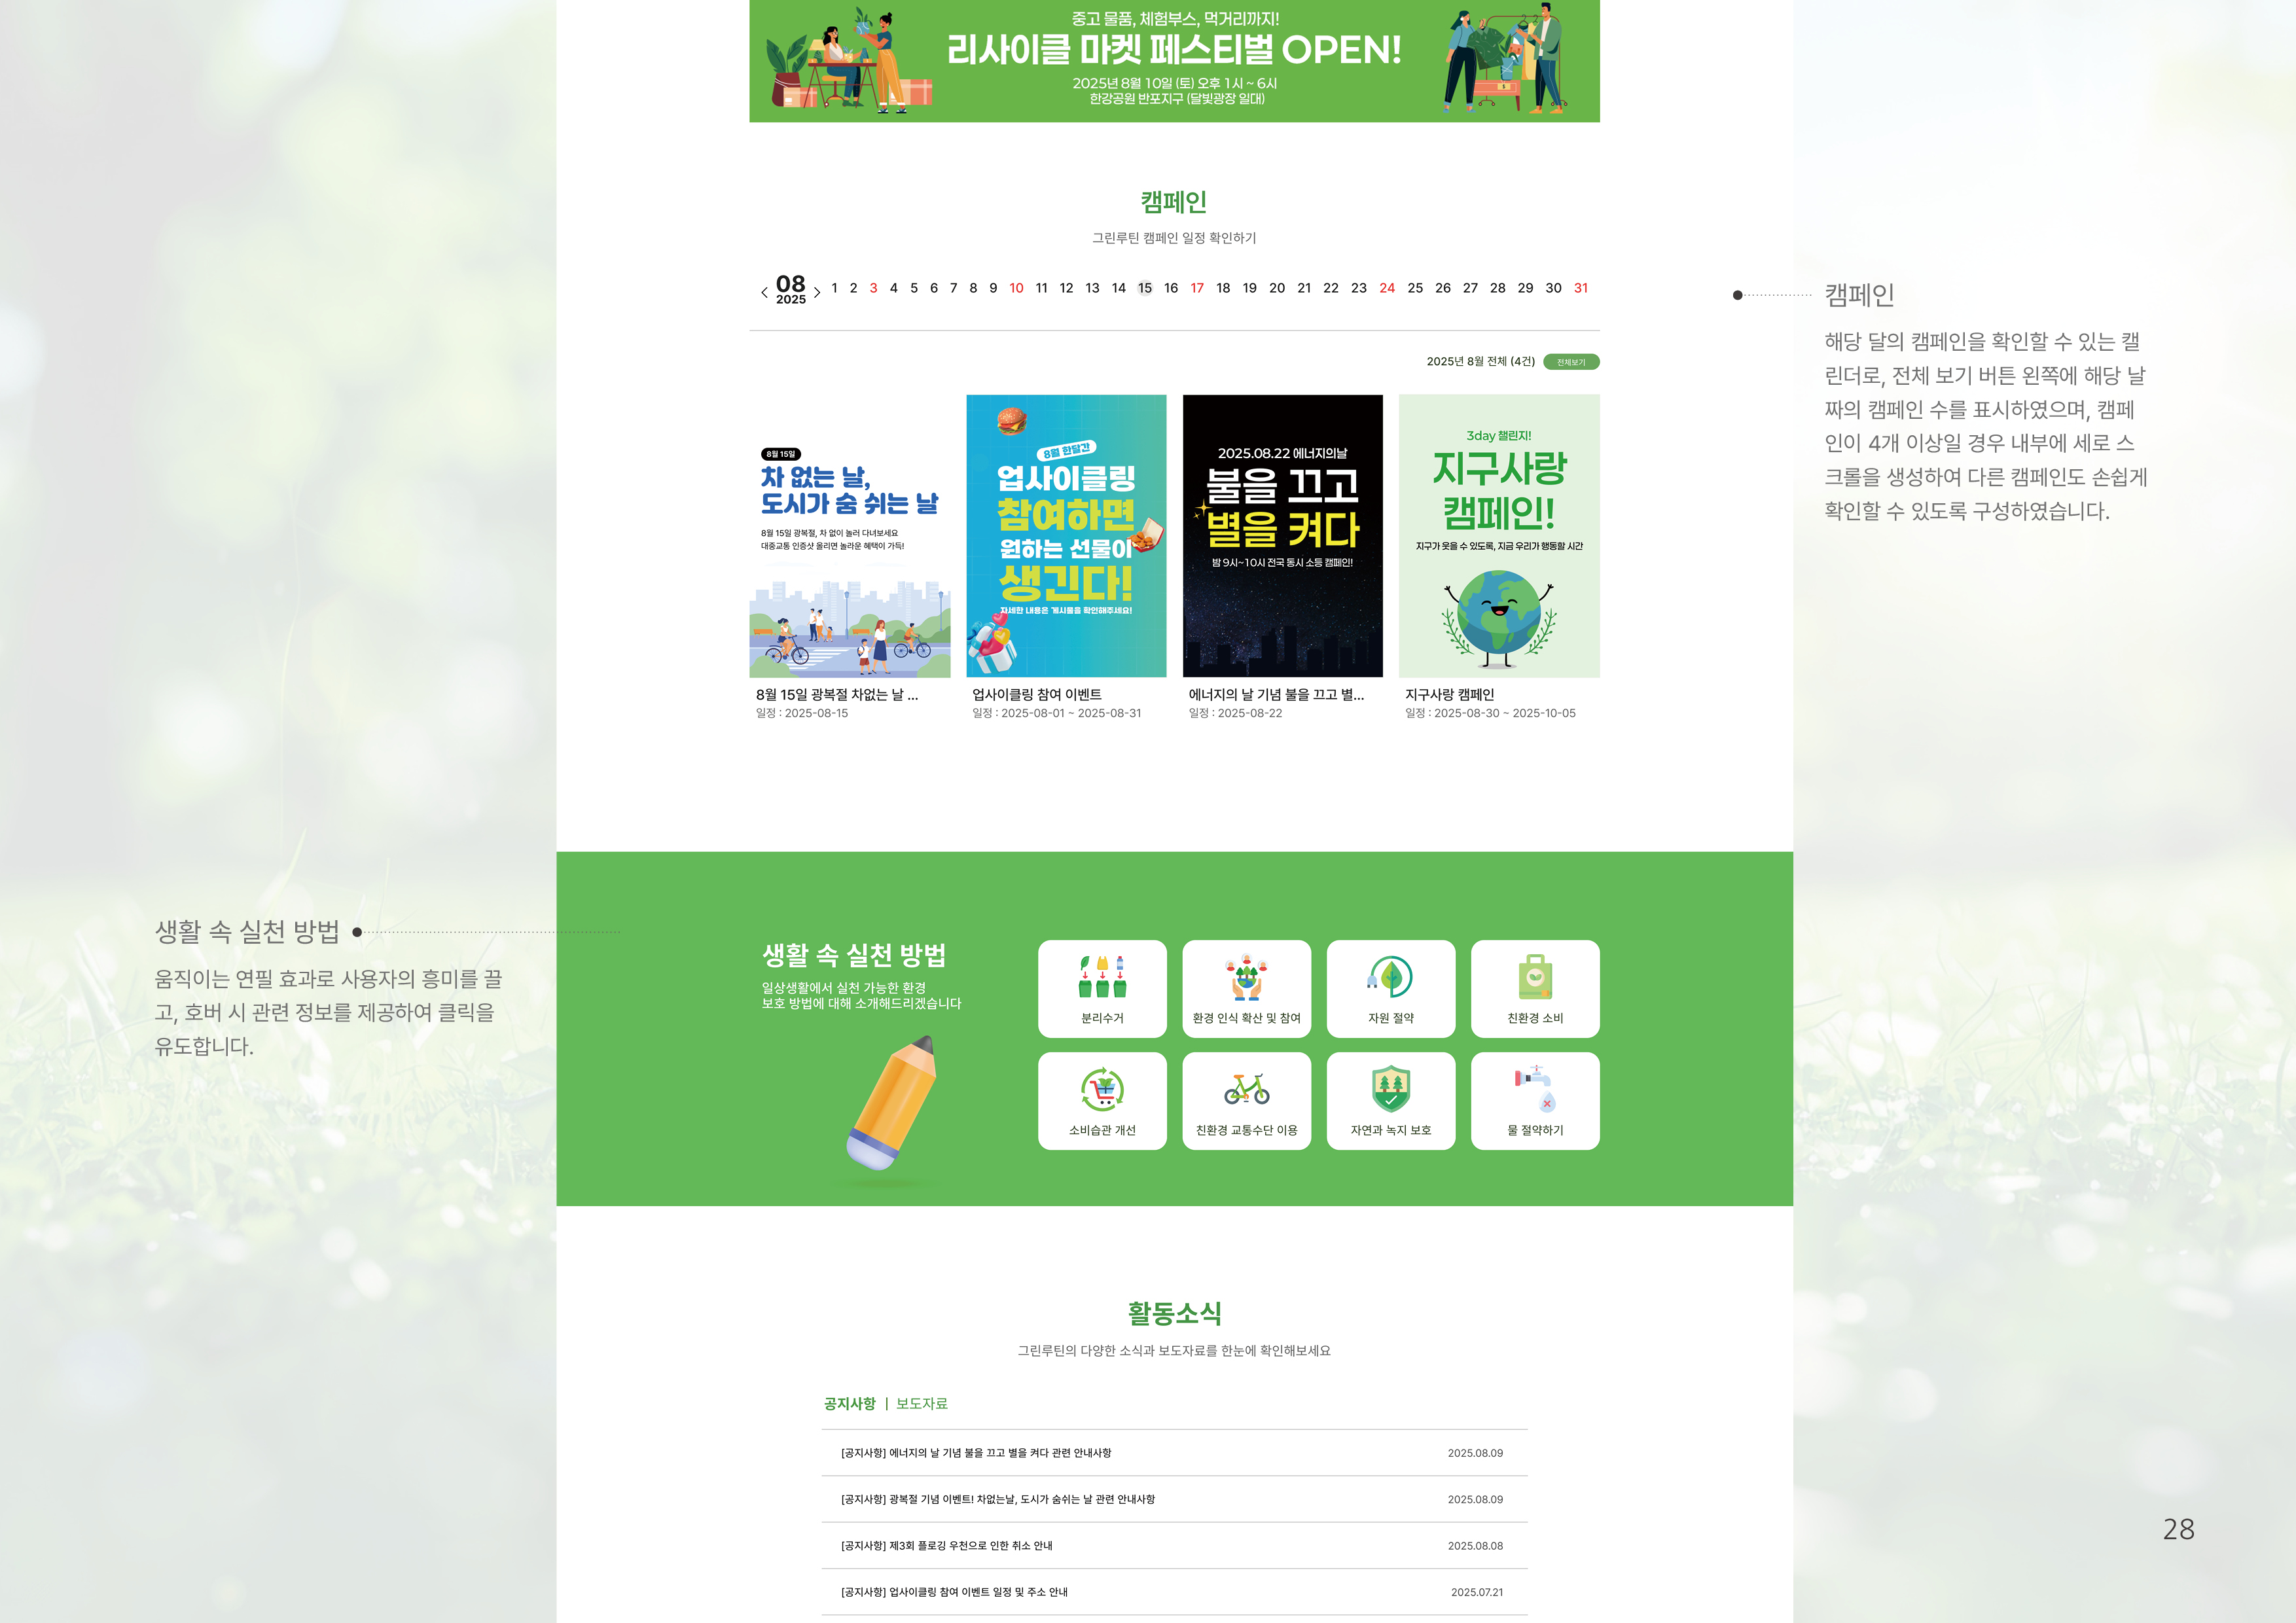 중고 물품, 체험부스, 먹거리까지!
리사이클 마켓 페스티벌 OPEN!
2025년 8월 10일 (토) 오후 1시 ~ 6시
한강공원 반포지구 (달빛광장 일대)
캠페인
그린루틴 캠페인 일정 확인하기
< 08 >
2025
1 2 3 4 5 6 7 8 9 10 11 12 13 14 15 16 17 18 19 20 21 22 23 24 25 26 27 28 29 30 31
2025년 8월 전체 (4건) 전체보기
8월 15일
차 없는 날,
도시가 숨 쉬는 날
8월 15일 광복절, 차 없이 놀러 다녀보세요
대중교통 인증샷 올리면 놀라운 혜택이 가득!
8월 15일 광복절 차없는 날 ...
일정 : 2025-08-15
8월 한달간
업사이클링
참여하면
원하는 선물이
생긴다!
자세한 내용은 게시물을 확인해주세요!
업사이클링 참여 이벤트
일정 : 2025-08-01 ~ 2025-08-31
2025.08.22 에너지의날
불을 끄고
별을 켜다
밤 9시~10시 전국 동시 소등 캠페인!
에너지의 날 기념 불을 끄고 별...
일정 : 2025-08-22
3day 챌린지!
지구사랑
캠페인!
지구가 웃을 수 있도록, 지금 우리가 행동할 시간
지구사랑 캠페인
일정 : 2025-08-30 ~ 2025-10-05
캠페인
해당 달의 캠페인을 확인할 수 있는 캘
린더로, 전체 보기 버튼 왼쪽에 해당 날
짜의 캠페인 수를 표시하였으며, 캠페
인이 4개 이상일 경우 내부에 세로 스
크롤을 생성하여 다른 캠페인도 손쉽게
확인할 수 있도록 구성하였습니다.
생활 속 실천 방법
움직이는 연필 효과로 사용자의 흥미를 끌
고, 호버 시 관련 정보를 제공하여 클릭을
유도합니다.
생활 속 실천 방법
일상생활에서 실천 가능한 환경
보호 방법에 대해 소개해드리겠습니다
분리수거
환경 인식 확산 및 참여
자원 절약
친환경 소비
소비습관 개선
친환경 교통수단 이용
자연과 녹지 보호
물 절약하기
활동소식
그린루틴의 다양한 소식과 보도자료를 한눈에 확인해보세요
공지사항 | 보도자료
[공지사항] 에너지의 날 기념 불을 끄고 별을 켜다 관련 안내사항 2025.08.09
[공지사항] 광복절 기념 이벤트! 차없는날, 도시가 숨쉬는 날 관련 안내사항 2025.08.09
[공지사항] 제3회 플로깅 우천으로 인한 취소 안내 2025.08.08
[공지사항] 업사이클링 참여 이벤트 일정 및 주소 안내 2025.07.21
28